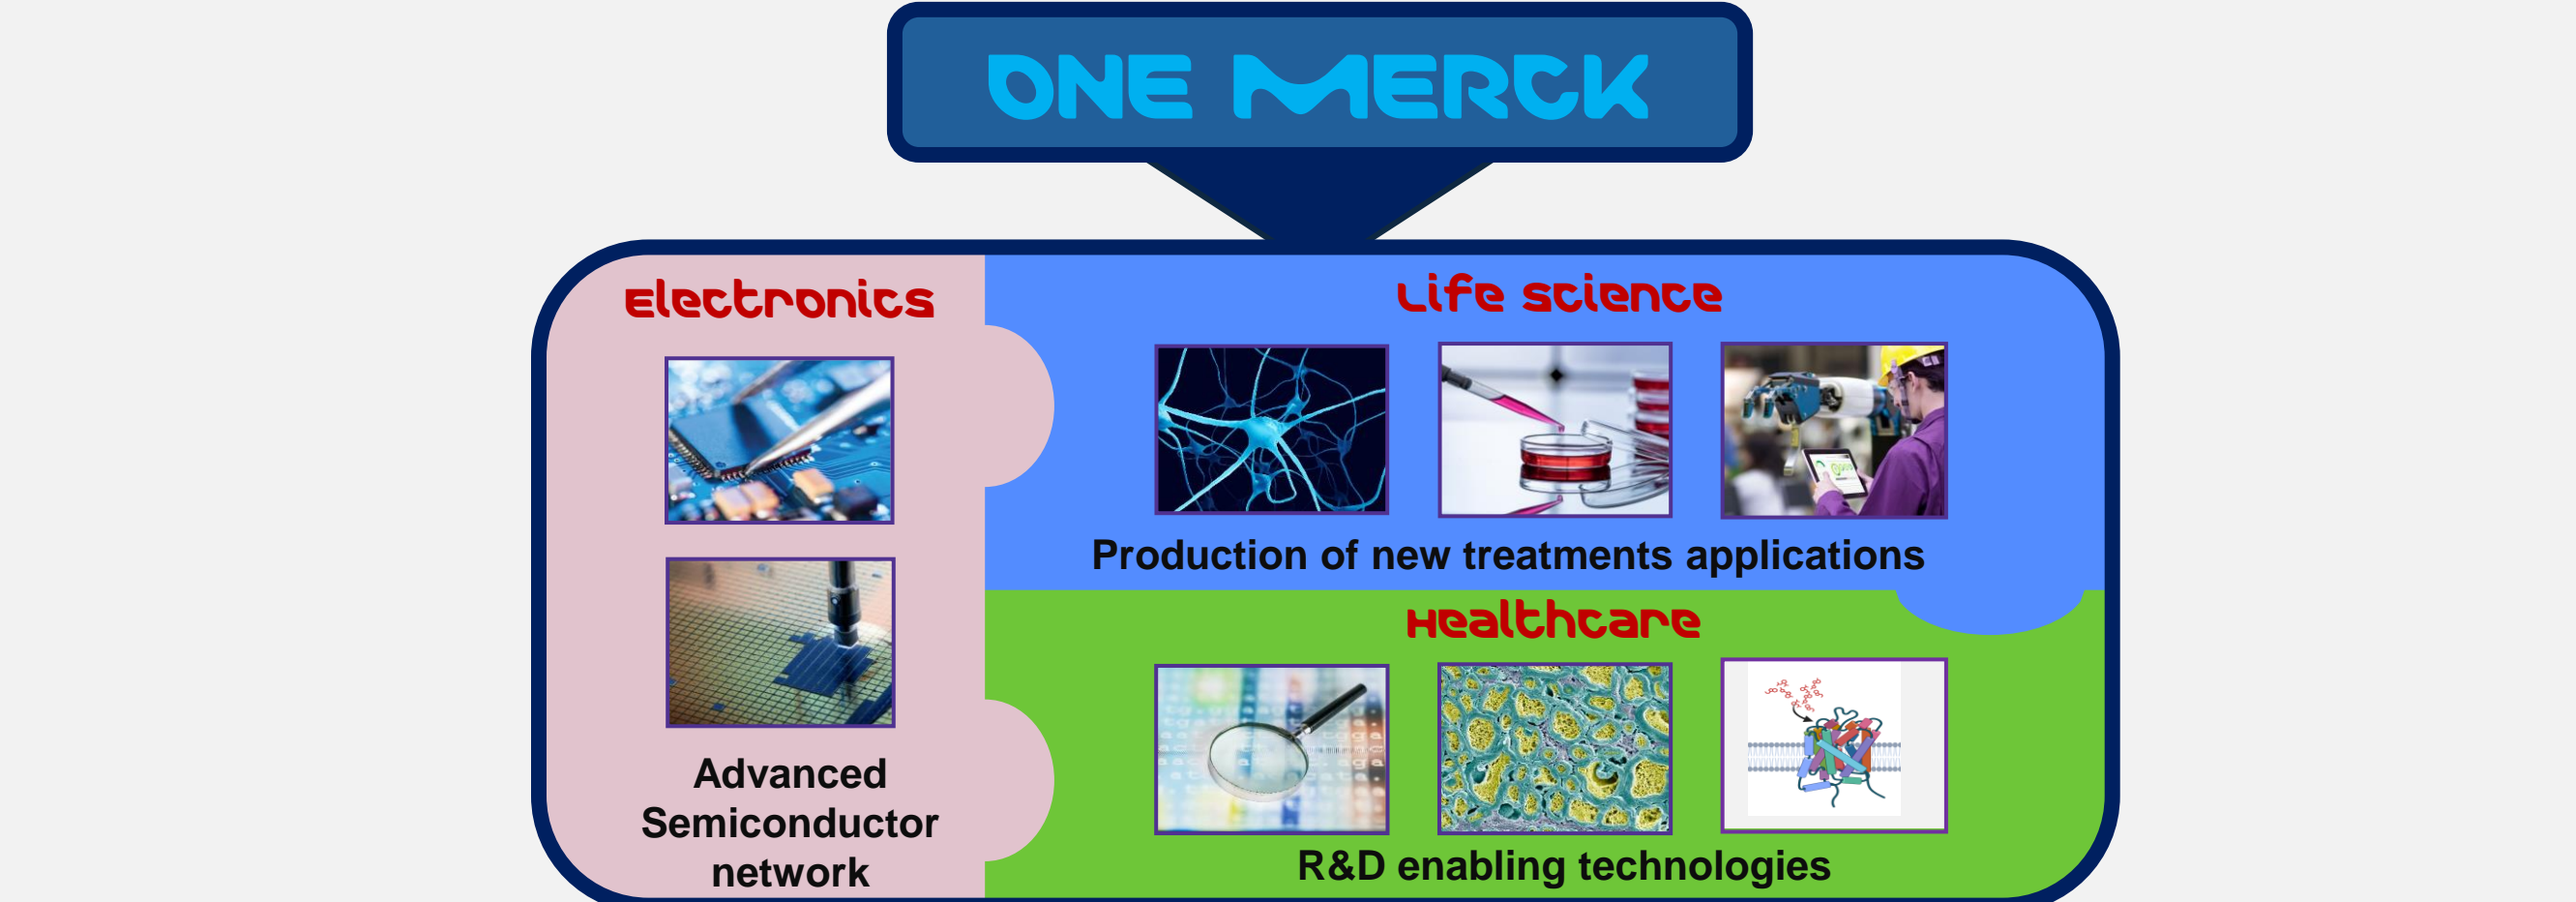 ONE MERCK
Electronics
Life science
Production of new treatments applications
Healthcare
Advanced
Semiconductor
network
R&D enabling technologies